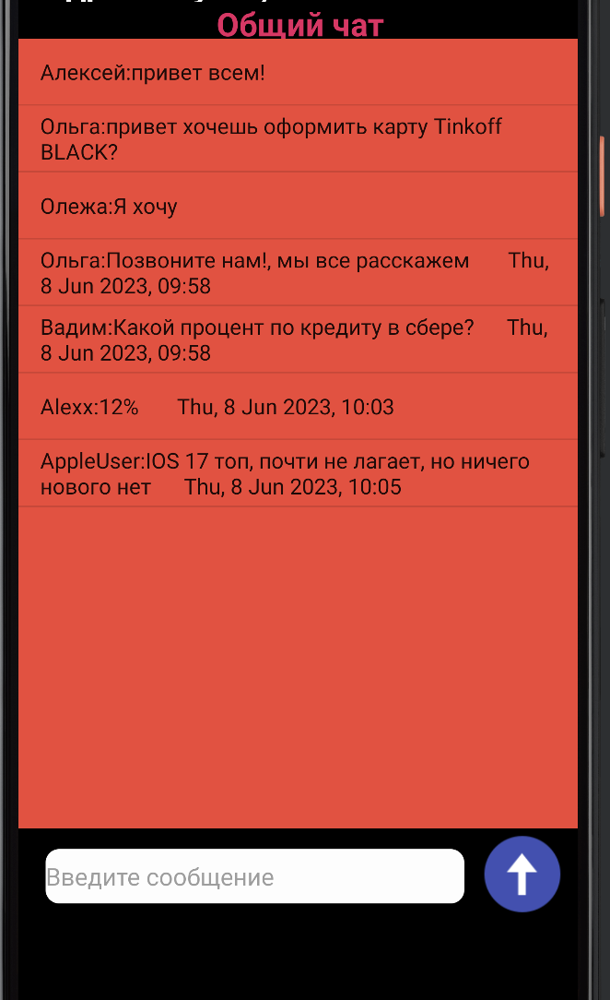 Общий чат
Алексей:привет всем!
Ольга:привет хочешь оформить карту Tinkoff
BLACK?
Олежа:Я хочу
Ольга:Позвоните нам!, мы все расскажем Thu,
8 Jun 2023, 09:58
Вадим:Какой процент по кредиту в сбере? Thu,
8 Jun 2023, 09:58
Alexx:12% Thu, 8 Jun 2023, 10:03
AppleUser:IOS 17 топ, почти не лагает, но ничего
нового нет Thu, 8 Jun 2023, 10:05
Введите сообщение